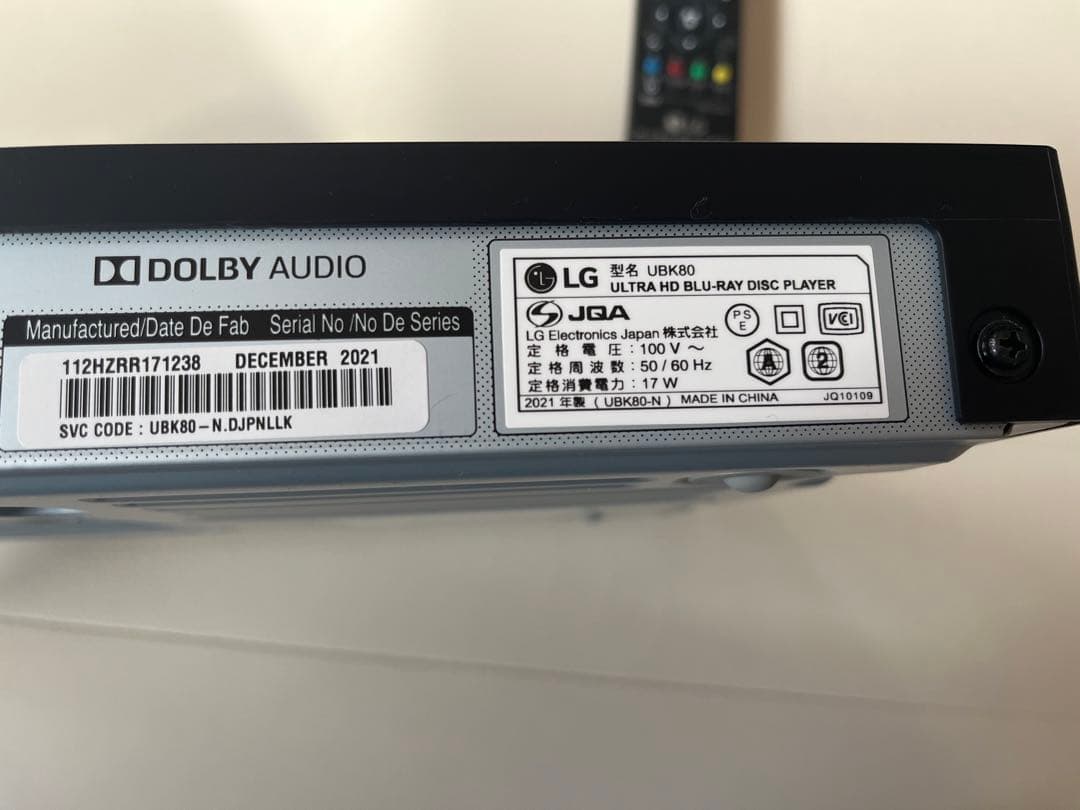 DOLBY AUDIO
Manufactured/Date De Fab Serial No /No De Series
112HZRR171238 DECEMBER 2021
SVC CODE : UBK80-N.DJPNLLK
LG 型名 UBK80
ULTRA HD BLU-RAY DISC PLAYER
JQA
PS
E
VCCI
LG Electronics Japan 株式会社
定格電圧:100 V ~
定格周波数:50/60 Hz
定格消費電力:17 W
A
2
2021 年製 ( UBK80-N ) MADE IN CHINA JQ10109